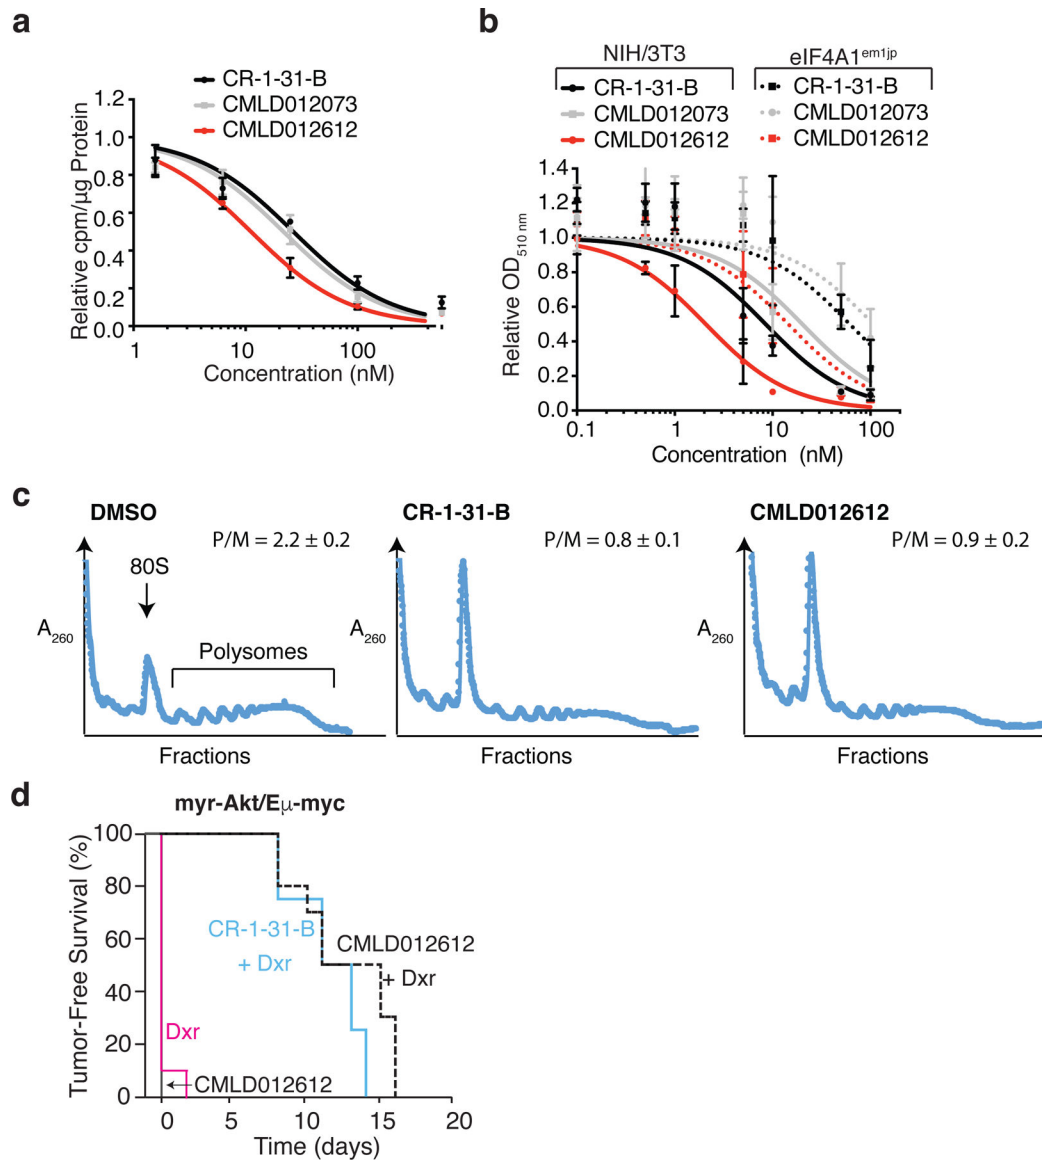 a
CR-1-31-B
CMLD012073
CMLD012612
1.2
1.0
0.8
0.6
0.4
0.2
0.0
Relative cpm/µg Protein
1 10 100
Concentration (nM)
b
NIH/3T3 eIF4A1em1jp
CR-1-31-B CR-1-31-B
CMLD012073 CMLD012073
CMLD012612 CMLD012612
1.4
1.2
1.0
0.8
0.6
0.4
0.2
0.0
Relative OD510 nm
0.1 1 10 100
Concentration (nM)
c
DMSO
P/M = 2.2 ± 0.2
80S
A260
Polysomes
Fractions
CR-1-31-B
P/M = 0.8 ± 0.1
A260
Fractions
CMLD012612
P/M = 0.9 ± 0.2
A260
Fractions
d
myr-Akt/Eµ-myc
100
80
60
40
20
0
Tumor-Free Survival (%)
CR-1-31-B
+ Dxr
CMLD012612
+ Dxr
Dxr
CMLD012612
0 5 10 15 20
Time (days)